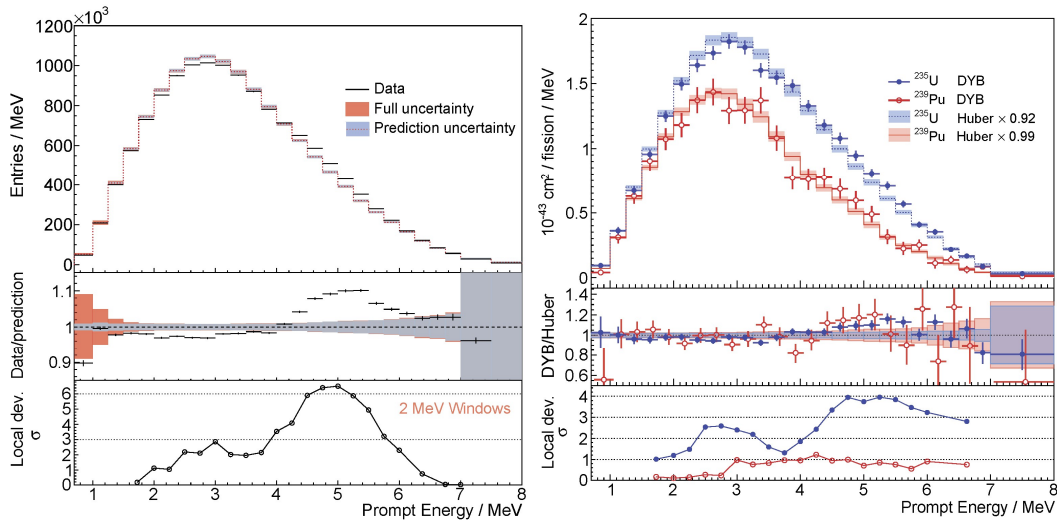 ×10³
1200
1000
800
600
400
200
0
Entries / MeV
Data
Full uncertainty
Prediction uncertainty
1.1
1
0.9
Data/prediction
6
5
4
3
2
1
0
Local dev.
σ
2 MeV Windows
1 2 3 4 5 6 7 8
Prompt Energy / MeV
2
1.5
1
0.5
0
10⁻⁴³ cm² / fission / MeV
²³⁵U DYB
²³⁹Pu DYB
²³⁵U Huber × 0.92
²³⁹Pu Huber × 0.99
1.4
1.2
1.0
0.8
0.6
DYB/Huber
4
3
2
1
0
Local dev.
σ
1 2 3 4 5 6 7 8
Prompt Energy / MeV